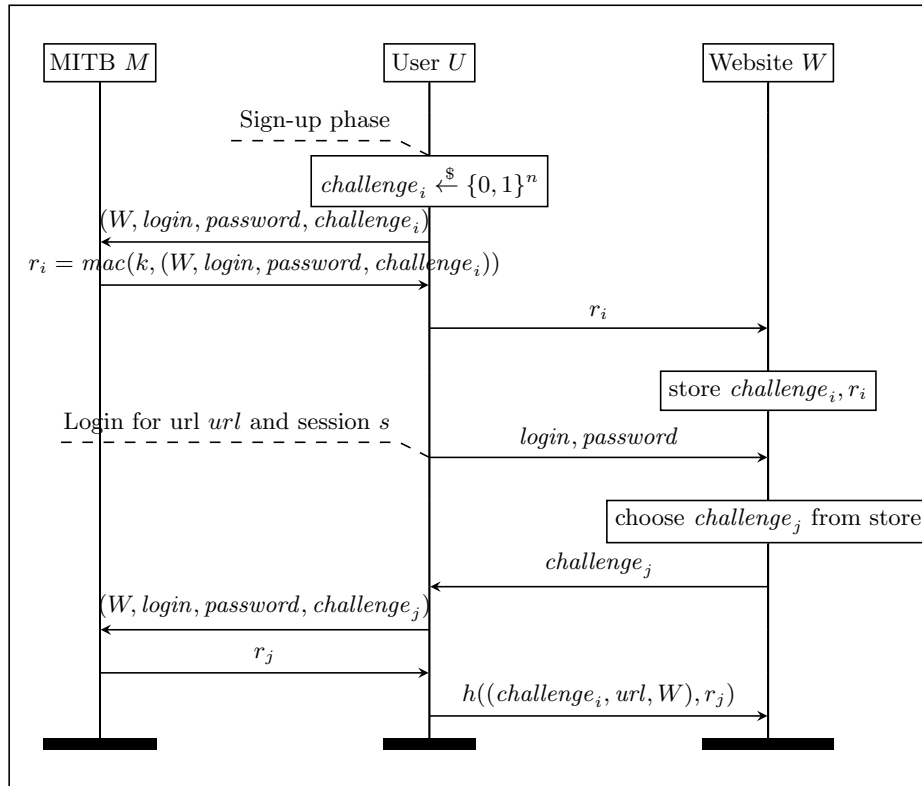 MITB M User U Website W
Sign-up phase
challenge_i ←$ {0, 1}^n
(W, login, password, challenge_i)
r_i = mac(k, (W, login, password, challenge_i))
r_i
store challenge_i, r_i
Login for url url and session s
login, password
choose challenge_j from store
challenge_j
(W, login, password, challenge_j)
r_j
h((challenge_i, url, W), r_j)